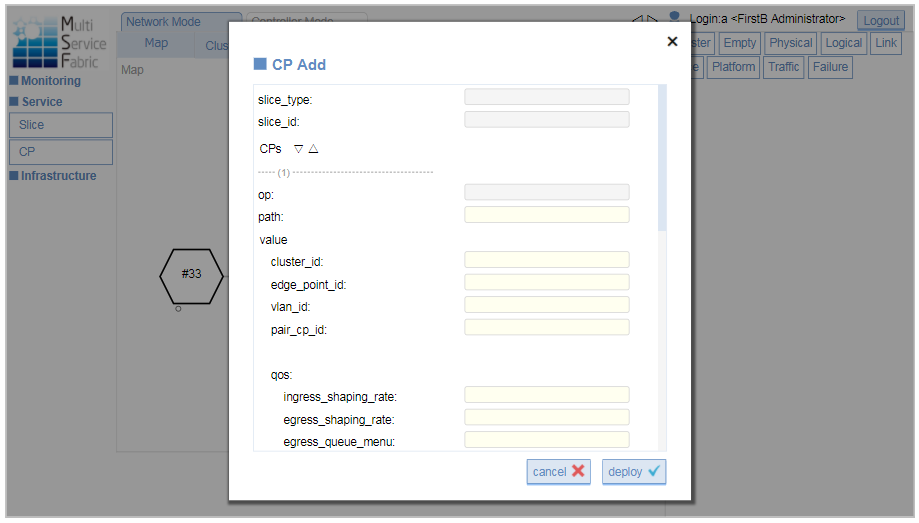 Multi
Service
Fabric
Network Mode
Controller Mode
Login:a <FirstB Administrator>
Logout
Map
Clus
ster
Empty
Physical
Logical
Link
e
Platform
Traffic
Failure
Map
Monitoring
Service
Slice
CP
Infrastructure
#33
CP Add
slice_type:
slice_id:
CPs ▽ △
----- (1) -------------------------------------
op:
path:
value
cluster_id:
edge_point_id:
vlan_id:
pair_cp_id:
qos:
ingress_shaping_rate:
egress_shaping_rate:
egress_queue_menu:
cancel
deploy